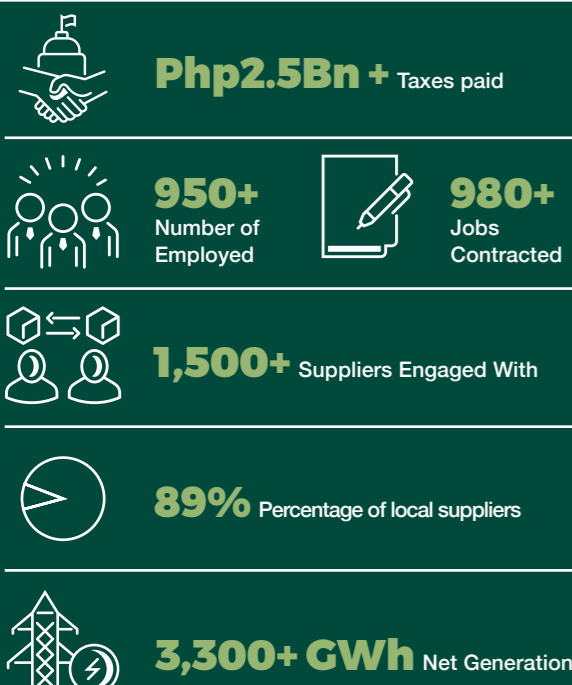 Php2.5Bn + Taxes paid
950+
Number of
Employed
980+
Jobs
Contracted
1,500+ Suppliers Engaged With
89% Percentage of local suppliers
3,300+ GWh Net Generation